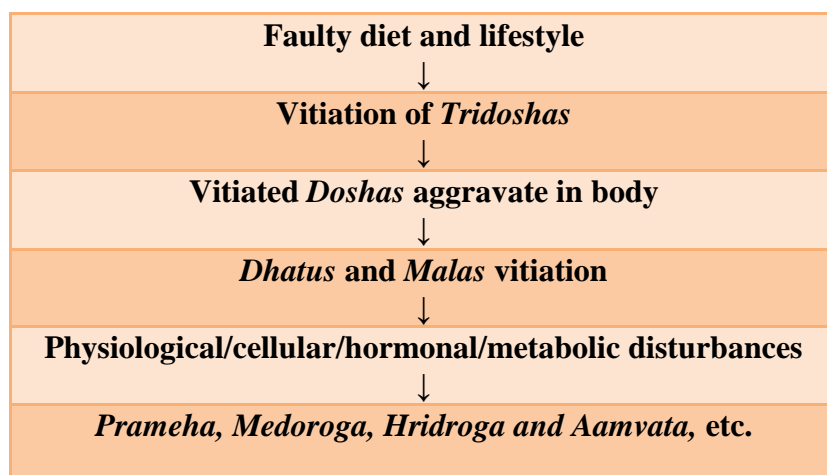 Faulty diet and lifestyle
↓
Vitiation of Tridoshas
↓
Vitiated Doshas aggravate in body
↓
Dhatus and Malas vitiation
↓
Physiological/cellular/hormonal/metabolic disturbances
↓
Prameha, Medoroga, Hridroga and Aamvata, etc.